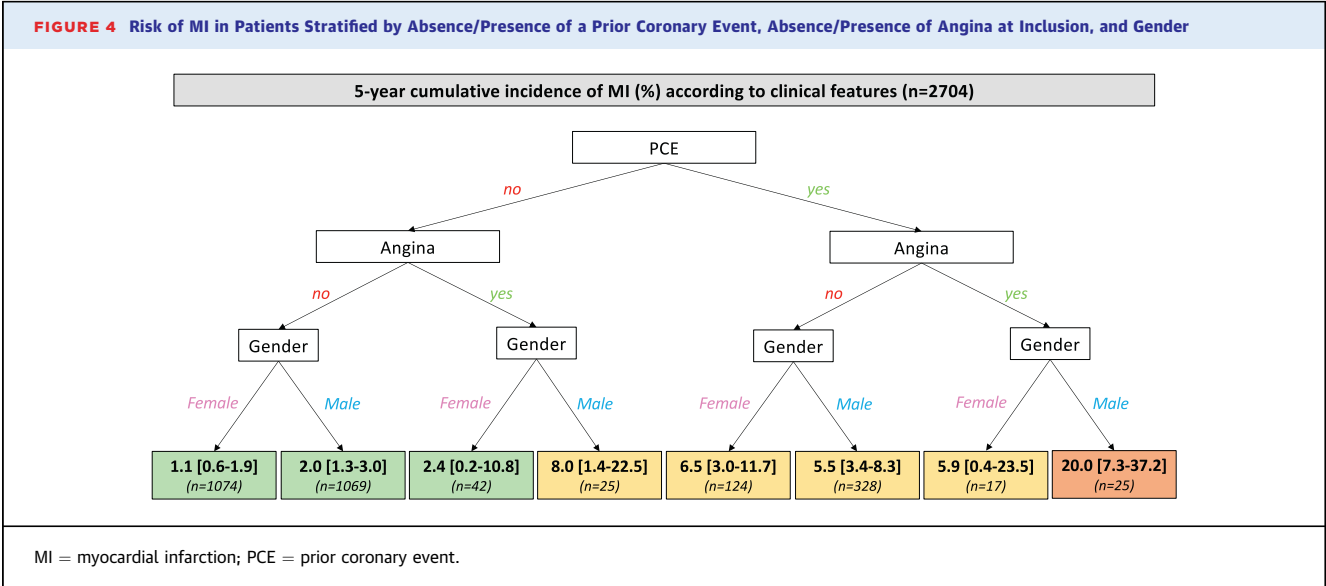 FIGURE 4 Risk of MI in Patients Stratified by Absence/Presence of a Prior Coronary Event, Absence/Presence of Angina at Inclusion, and Gender
5-year cumulative incidence of MI (%) according to clinical features (n=2704)
PCE
no yes
Angina Angina
no yes no yes
Gender Gender Gender Gender
Female Male Female Male Female Male Female Male
1.1 [0.6-1.9] 2.0 [1.3-3.0] 2.4 [0.2-10.8] 8.0 [1.4-22.5] 6.5 [3.0-11.7] 5.5 [3.4-8.3] 5.9 [0.4-23.5] 20.0 [7.3-37.2]
(n=1074) (n=1069) (n=42) (n=25) (n=124) (n=328) (n=17) (n=25)
MI = myocardial infarction; PCE = prior coronary event.